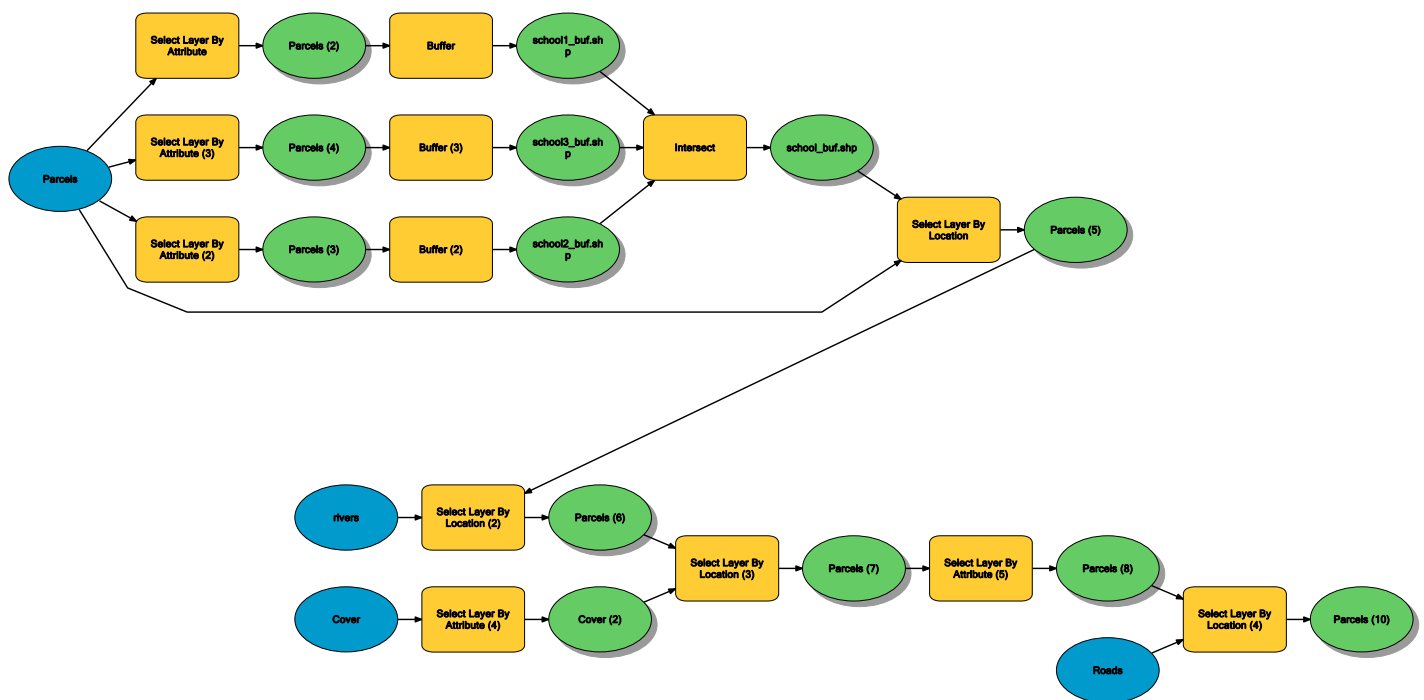 Select Layer By
Attribute
Parcels (2)
Buffer
school1_buf.sh
p
Parcels
Select Layer By
Attribute (3)
Parcels (4)
Buffer (3)
school3_buf.sh
p
Intersect
school_buf.shp
Select Layer By
Attribute (2)
Parcels (3)
Buffer (2)
school2_buf.sh
p
Select Layer By
Location
Parcels (5)
rivers
Select Layer By
Location (2)
Parcels (6)
Cover
Select Layer By
Attribute (4)
Cover (2)
Select Layer By
Location (3)
Parcels (7)
Select Layer By
Attribute (5)
Parcels (8)
Roads
Select Layer By
Location (4)
Parcels (10)